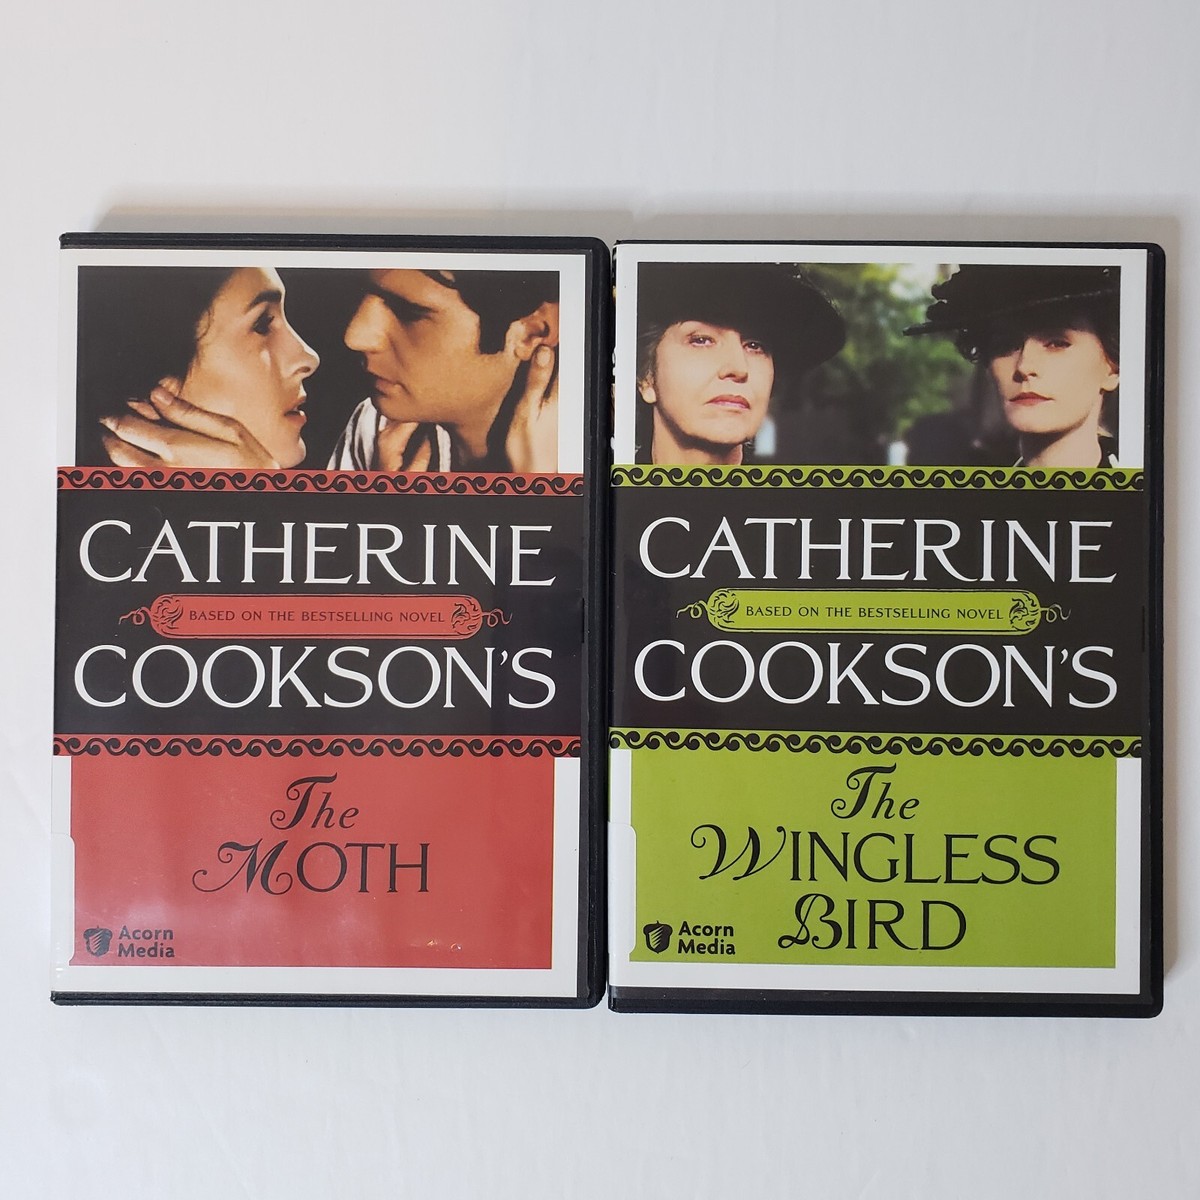 CATHERINE
BASED ON THE BESTSELLING NOVEL
COOKSON'S
The
MOTH
Acorn
Media
CATHERINE
BASED ON THE BESTSELLING NOVEL
COOKSON'S
The
WINGLESS
BIRD
Acorn
Media